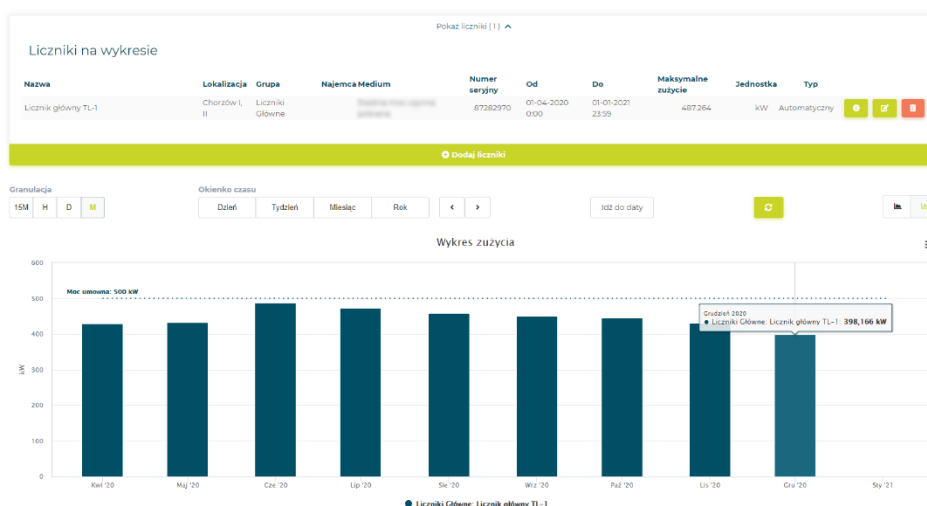 Pokaż liczniki (1)
Liczniki na wykresie
Nazwa Lokalizacja Grupa Najemca Medium Numer seryjny Od Do Maksymalne zużycie Jednostka Typ
Licznik główny TL-1 Chorzów I, II Liczniki Główne 87282970 01-04-2020 0:00 01-01-2021 23:59 487.264 kW Automatyczny
Dodaj liczniki
Granulacja Okienko czasu
15M H D M Dzień Tydzień Miesiąc Rok < > Idź do daty
Wykres zużycia
600
Moc umowna: 500 kW
500
Grudzień 2020
Liczniki Główne: Licznik główny TL-1: 398,166 kW
400
kW
300
200
100
0
Kwi '20 Maj '20 Cze '20 Lip '20 Sie '20 Wrz '20 Paź '20 Lis '20 Gru '20 Sty '21
Liczniki Główne: Licznik główny TL-1